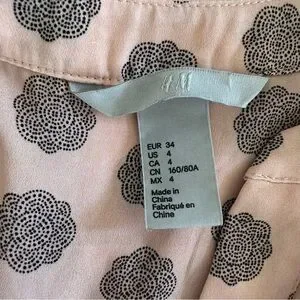 H&M
EUR 34
US 4
CA 4
CN 160/80A
MX 4
Made in
China
Fabriqué en
Chine